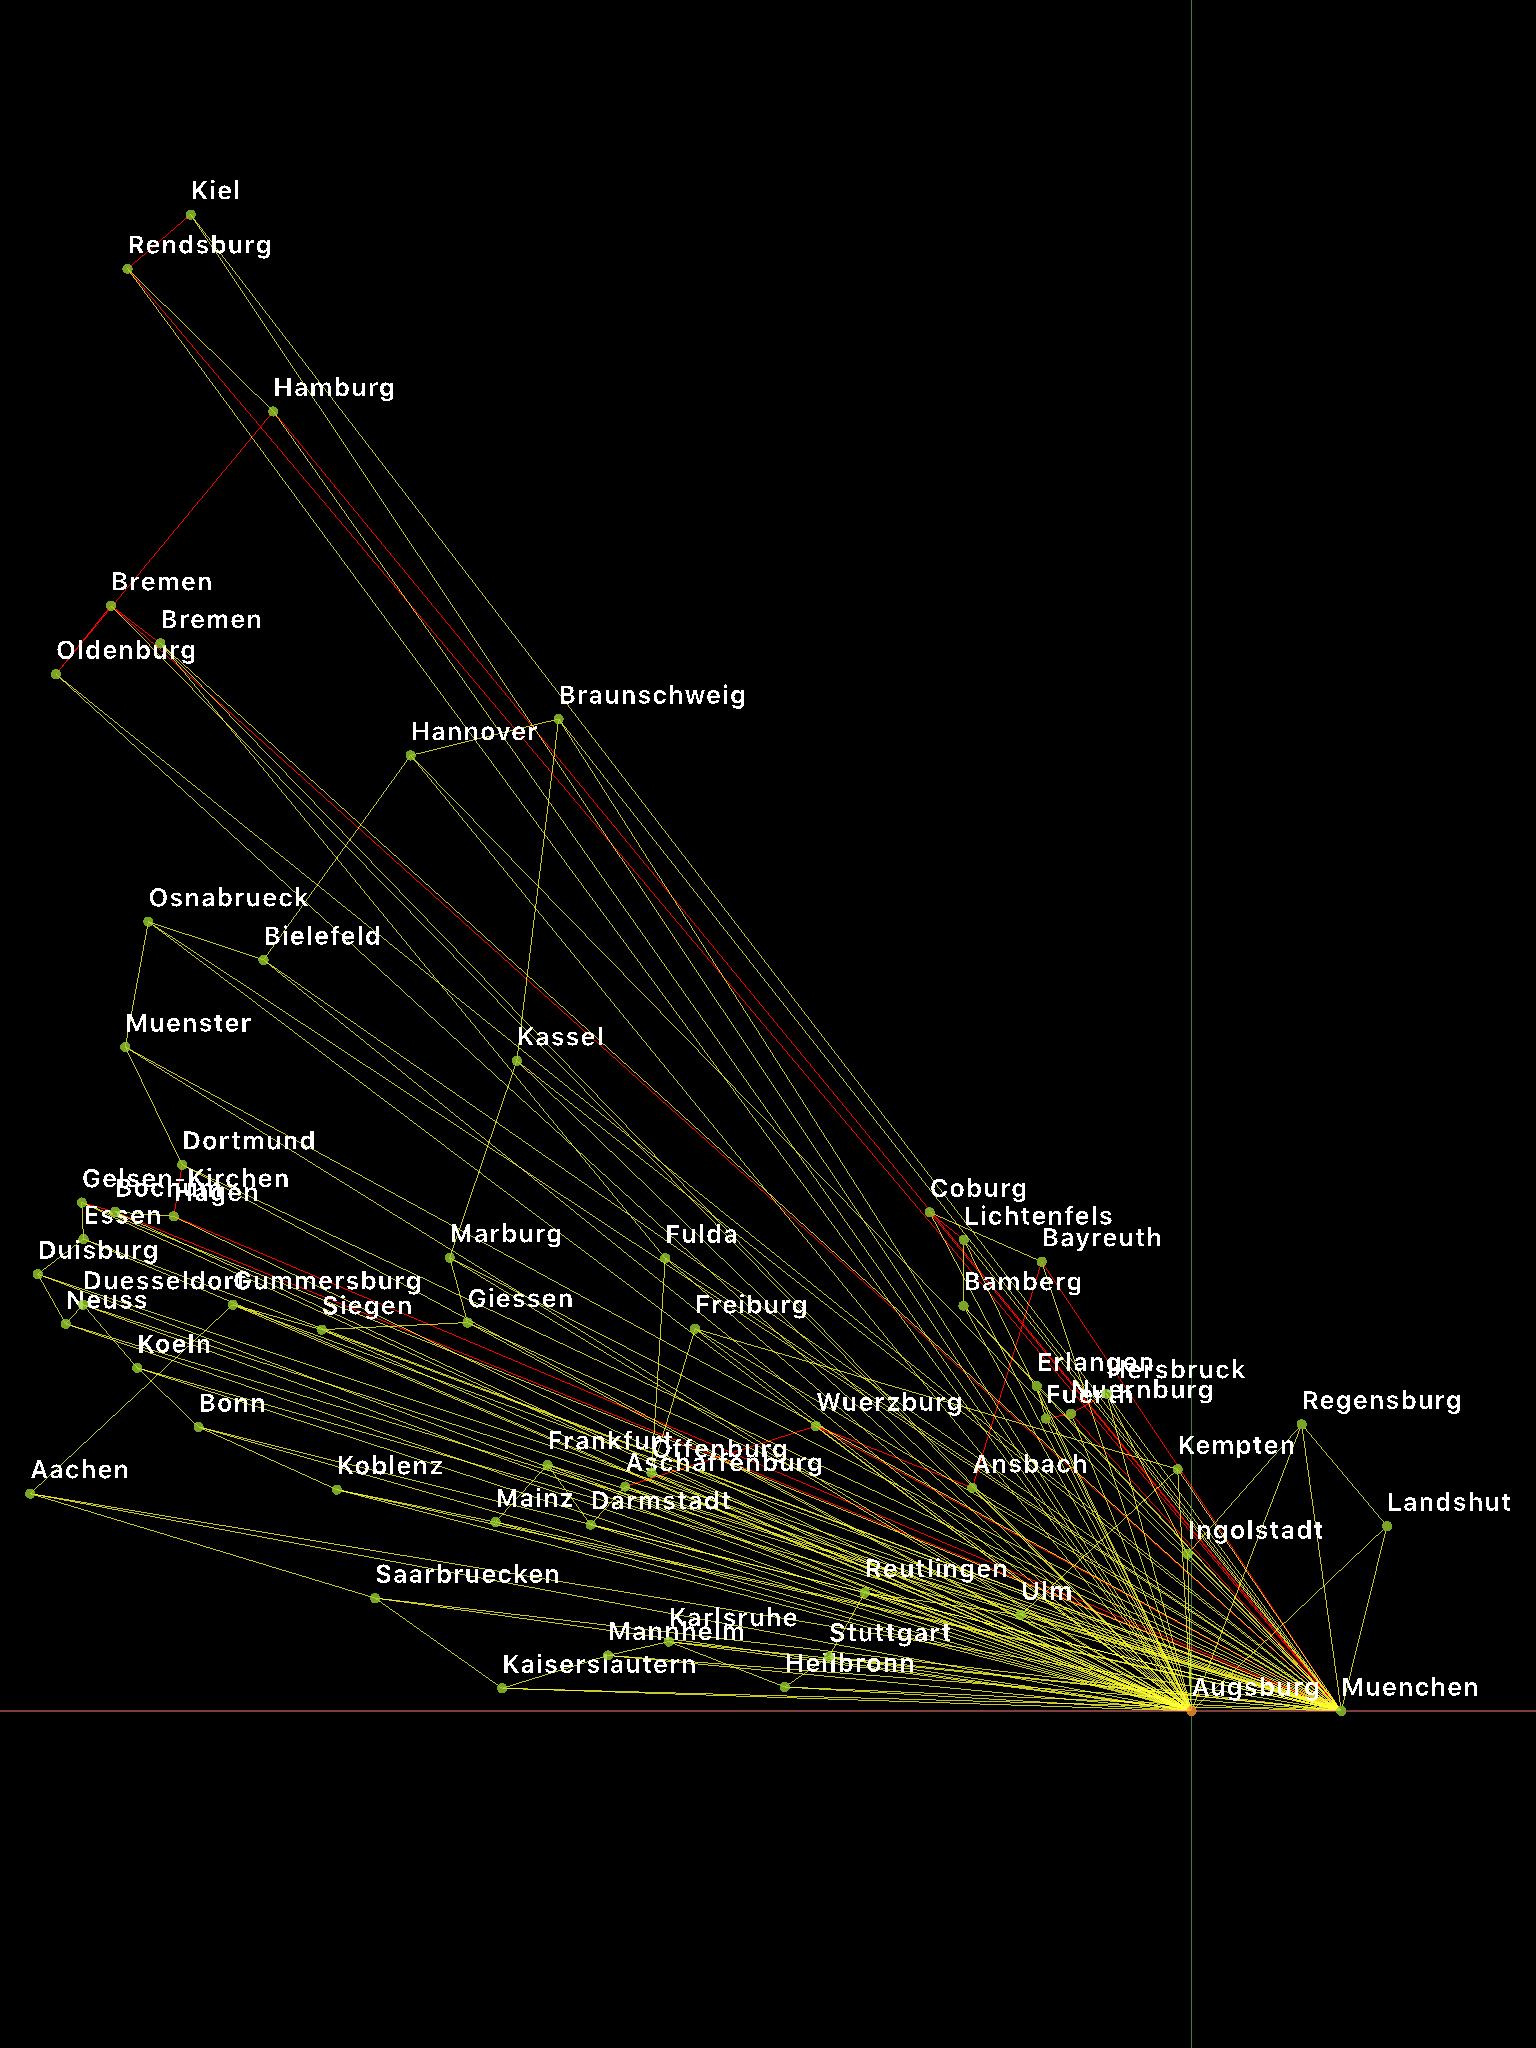 Kiel
Rendsburg
Hamburg
Bremen
Bremen
Oldenburg
Braunschweig
Hannover
Osnabrueck
Bielefeld
Muenster
Kassel
Dortmund
Gelsen-Kirchen
Bochum
Hagen
Coburg
Essen
Lichtenfels
Marburg
Fulda
Bayreuth
Duisburg
Duesseldorf
Gummersburg
Bamberg
Neuss
Siegen
Giessen
Freiburg
Koeln
Erlangen
Hersbruck
Fuerth
Nuernburg
Bonn
Wuerzburg
Regensburg
Frankfurt
Offenburg
Kempten
Aachen
Koblenz
Aschaffenburg
Ansbach
Mainz
Darmstadt
Landshut
Ingolstadt
Saarbruecken
Reutlingen
Ulm
Karlsruhe
Mannheim
Stuttgart
Kaiserslautern
Heilbronn
Augsburg
Muenchen